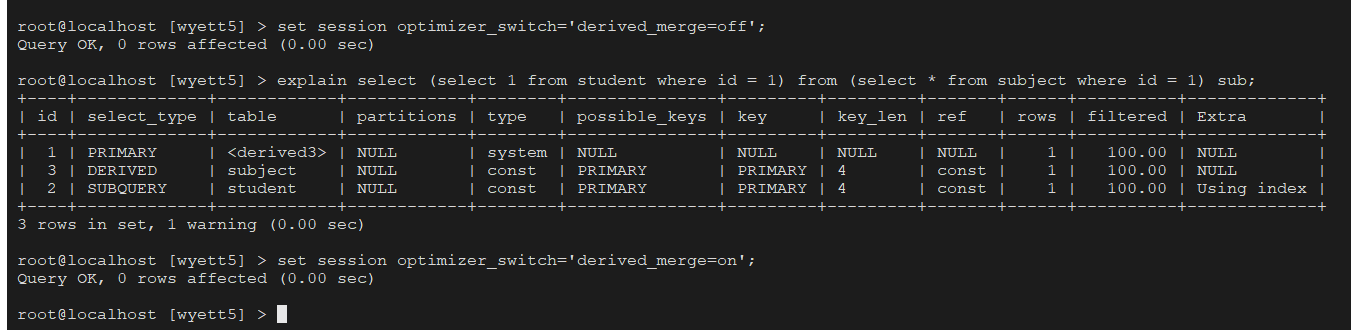 root@localhost [wyett5] > set session optimizer_switch='derived_merge=off';
Query OK, 0 rows affected (0.00 sec)
root@localhost [wyett5] > explain select (select 1 from student where id = 1) from (select * from subject where id = 1) sub;
+----+-------------+------------+------------+--------+---------------+---------+---------+-------+------+----------+-------------+
| id | select_type | table      | partitions | type   | possible_keys | key     | key_len | ref   | rows | filtered | Extra       |
+----+-------------+------------+------------+--------+---------------+---------+---------+-------+------+----------+-------------+
|  1 | PRIMARY     | <derived3> | NULL       | system | NULL          | NULL    | NULL    | NULL  |    1 |   100.00 | NULL        |
|  3 | DERIVED     | subject    | NULL       | const  | PRIMARY       | PRIMARY | 4       | const |    1 |   100.00 | NULL        |
|  2 | SUBQUERY    | student    | NULL       | const  | PRIMARY       | PRIMARY | 4       | const |    1 |   100.00 | Using index |
+----+-------------+------------+------------+--------+---------------+---------+---------+-------+------+----------+-------------+
3 rows in set, 1 warning (0.00 sec)
root@localhost [wyett5] > set session optimizer_switch='derived_merge=on';
Query OK, 0 rows affected (0.00 sec)
root@localhost [wyett5] >